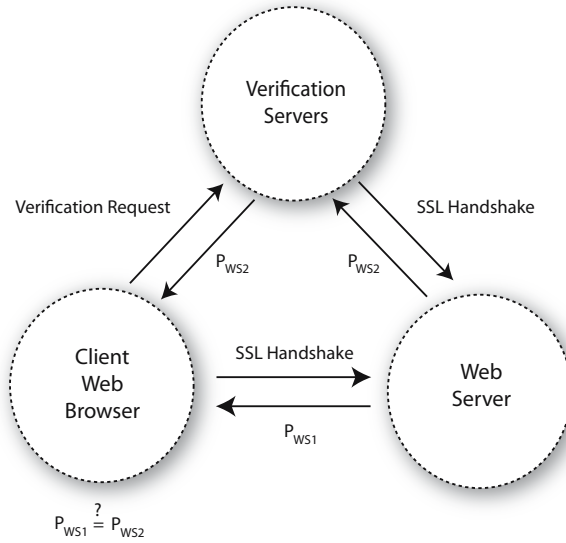 Verification
Servers
Verification Request
SSL Handshake
P_WS2
P_WS2
Client
Web
Browser
SSL Handshake
Web
Server
P_WS1
?
P_WS1 = P_WS2